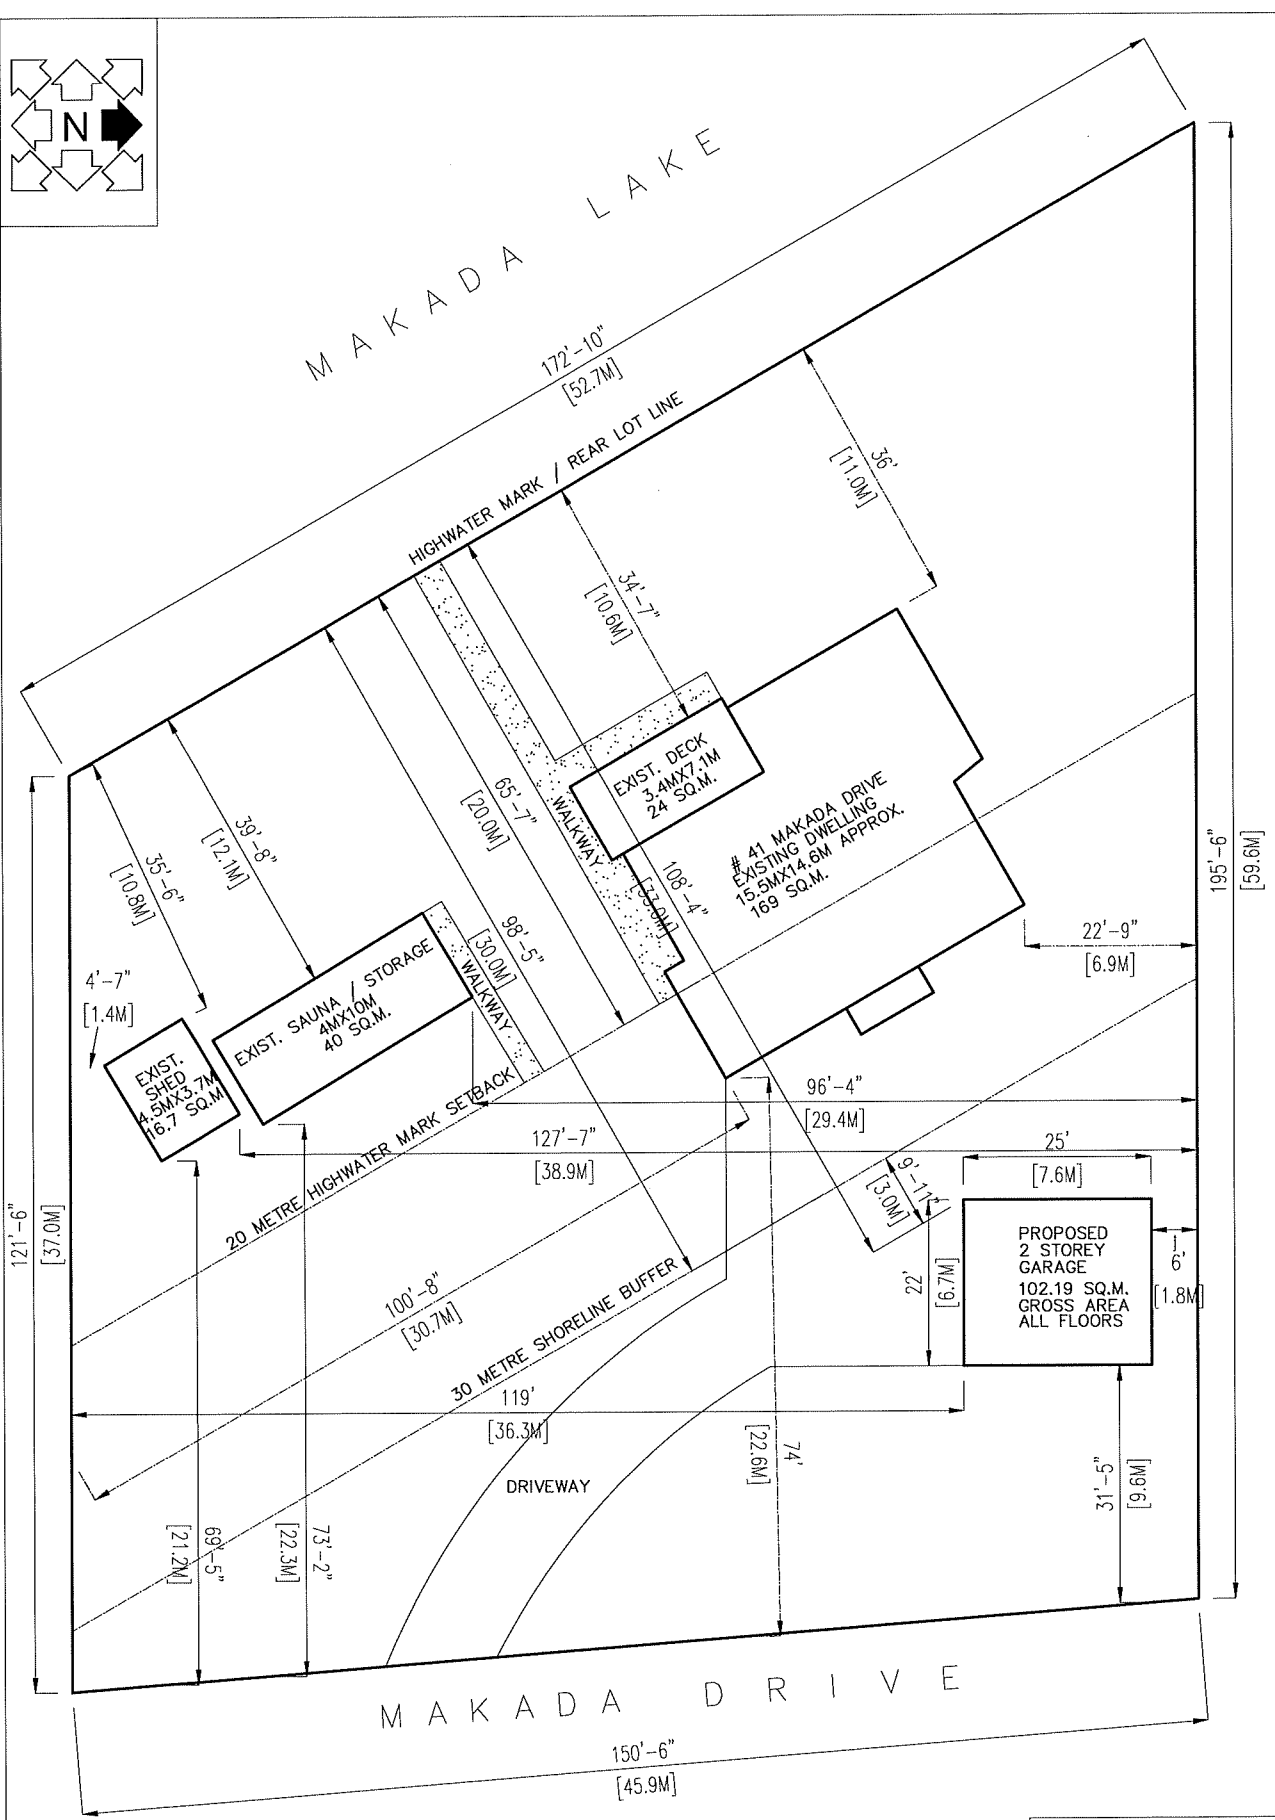 N
MAKADA LAKE
172'-10"
[52.7M]
HIGHWATER MARK / REAR LOT LINE
36'
[11.0M]
34'-7"
[10.6M]
EXIST. DECK
3.4MX7.1M
24 SQ.M.
# 41 MAKADA DRIVE
EXISTING DWELLING
15.5MX14.6M APPROX.
169 SQ.M.
WALKWAY
65'-7"
[20.0M]
108'-4"
[33.0M]
98'-5"
[30.0M]
39'-8"
[12.1M]
35'-6"
[10.8M]
4'-7"
[1.4M]
EXIST. SAUNA / STORAGE
4MX10M
40 SQ.M.
WALKWAY
EXIST.
SHED
4.5MX3.7M
16.7 SQ.M
195'-6"
[59.6M]
22'-9"
[6.9M]
96'-4"
[29.4M]
127'-7"
[38.9M]
25'
[7.6M]
9'-11"
[3.0M]
20 METRE HIGHWATER MARK SETBACK
121'-6"
[37.0M]
PROPOSED
2 STOREY
GARAGE
102.19 SQ.M.
GROSS AREA
ALL FLOORS
6'
[1.8M]
22'
[6.7M]
100'-8"
[30.7M]
30 METRE SHORELINE BUFFER
119'
[36.3M]
74'
[22.6M]
DRIVEWAY
31'-5"
[9.6M]
69'-5"
[21.2M]
73'-2"
[22.3M]
MAKADA DRIVE
150'-6"
[45.9M]